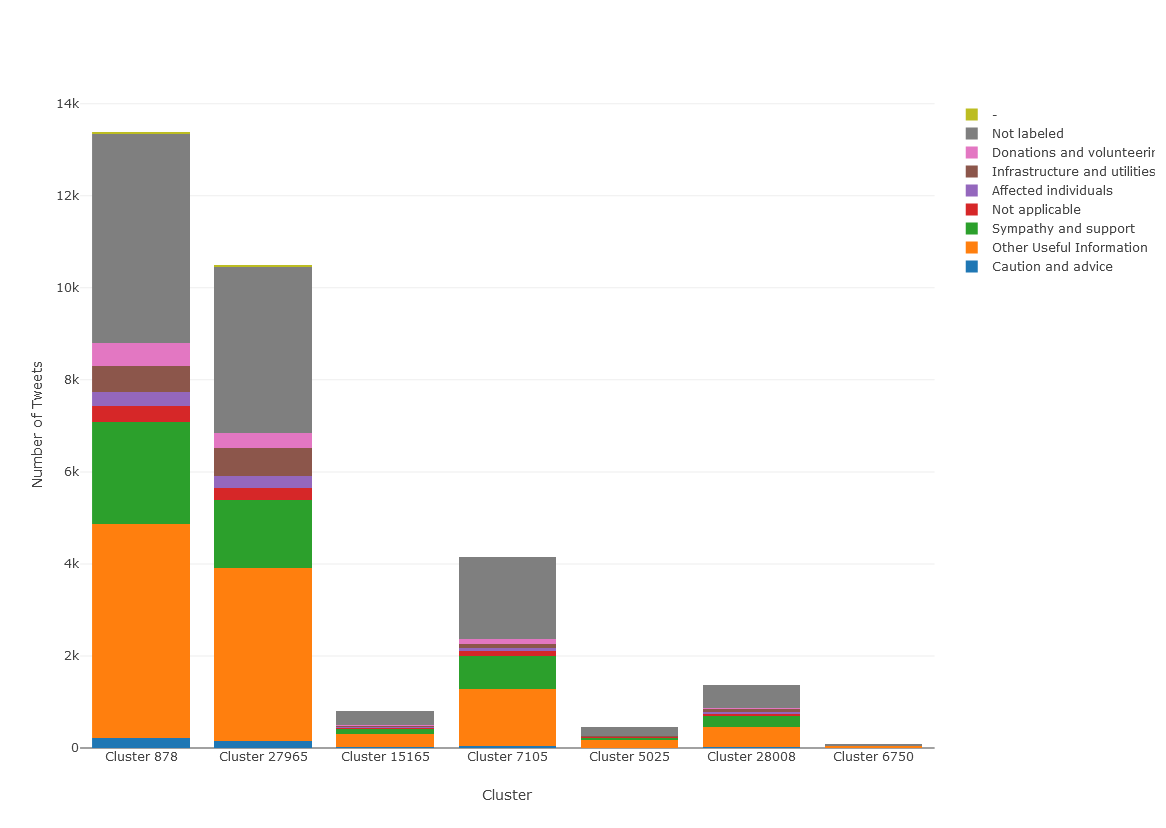 14k
12k
10k
8k
6k
4k
2k
0
Number of Tweets
Cluster 878
Cluster 27965
Cluster 15165
Cluster 7105
Cluster 5025
Cluster 28008
Cluster 6750
Cluster
-
Not labeled
Donations and volunteerin
Infrastructure and utilities
Affected individuals
Not applicable
Sympathy and support
Other Useful Information
Caution and advice